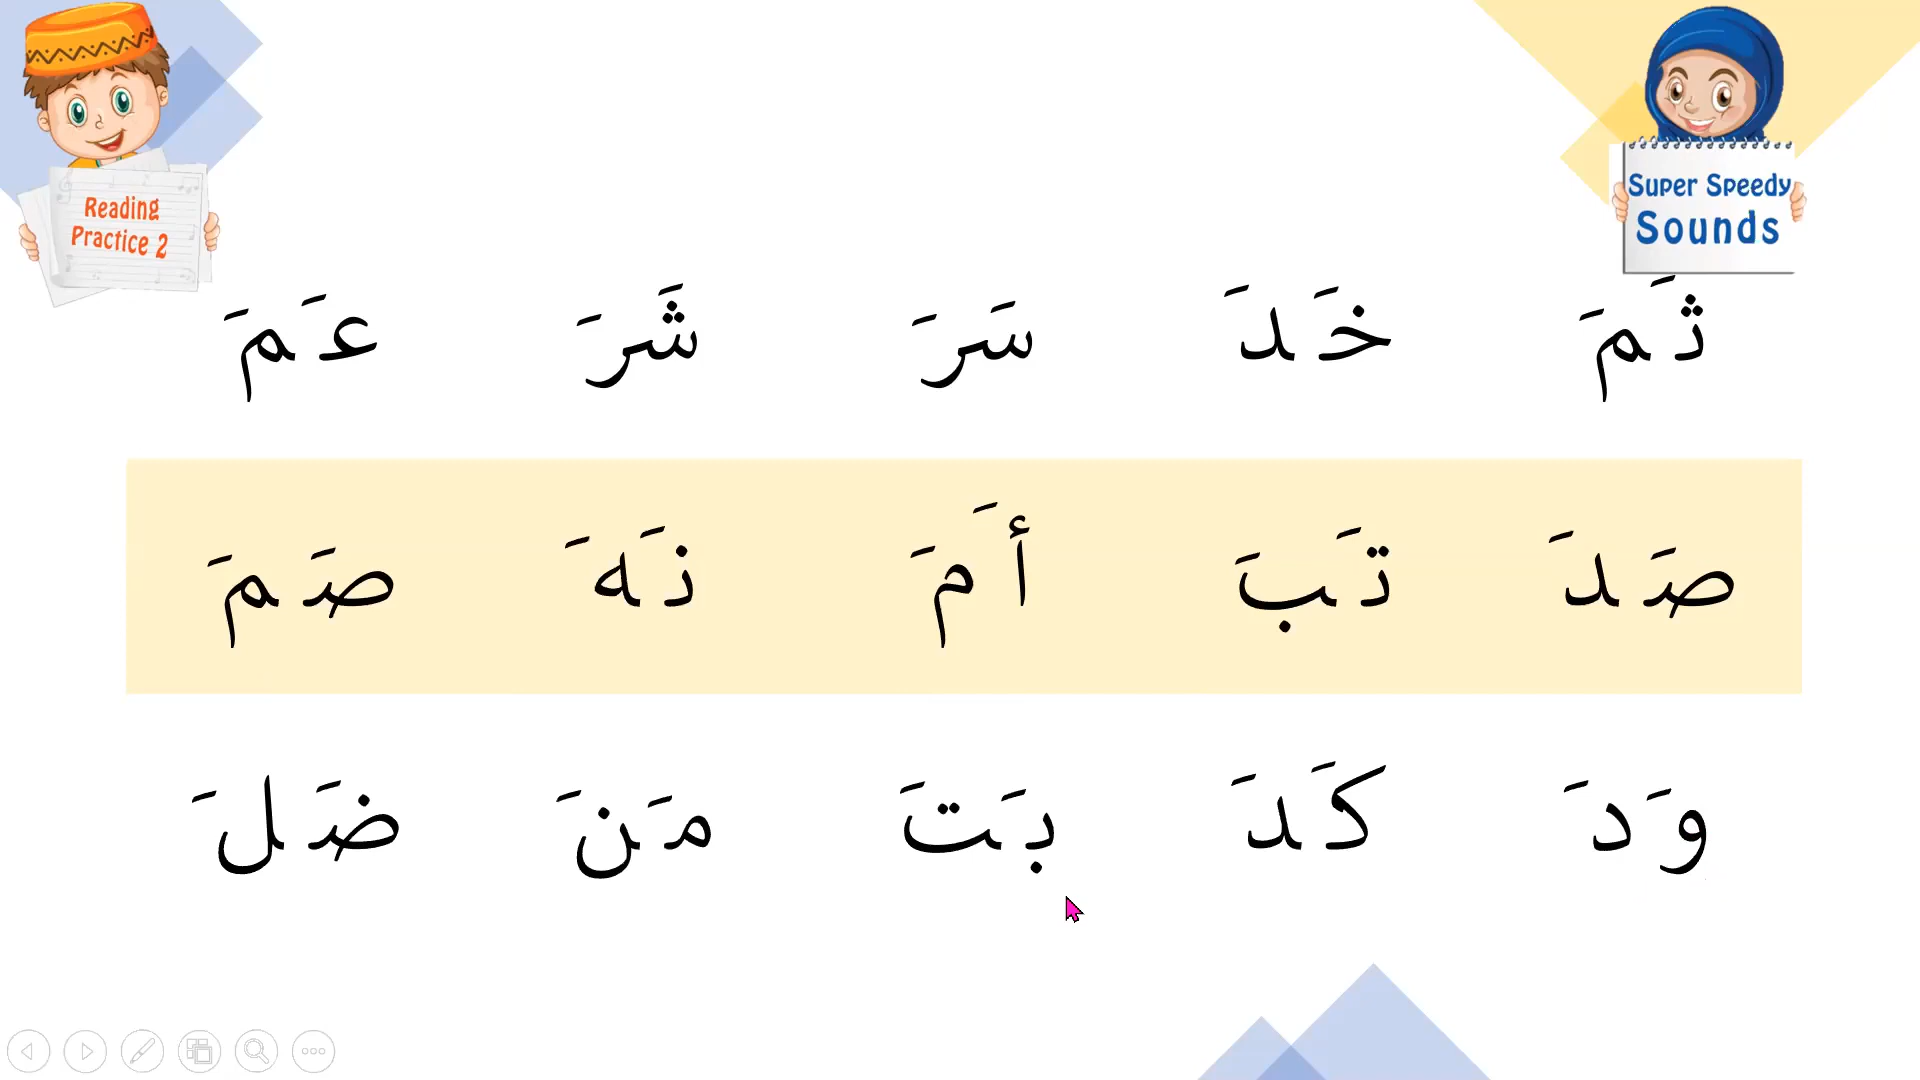 Reading
Practice 2
Super Speedy
Sounds
ثَمَ خَدَ سَرَ شَرَ عَمَ
صَدَ تَبَ أَمَ ذَهَ صَمَ
وَدَ كَدَ بَتَ مَنَ ضَلَ